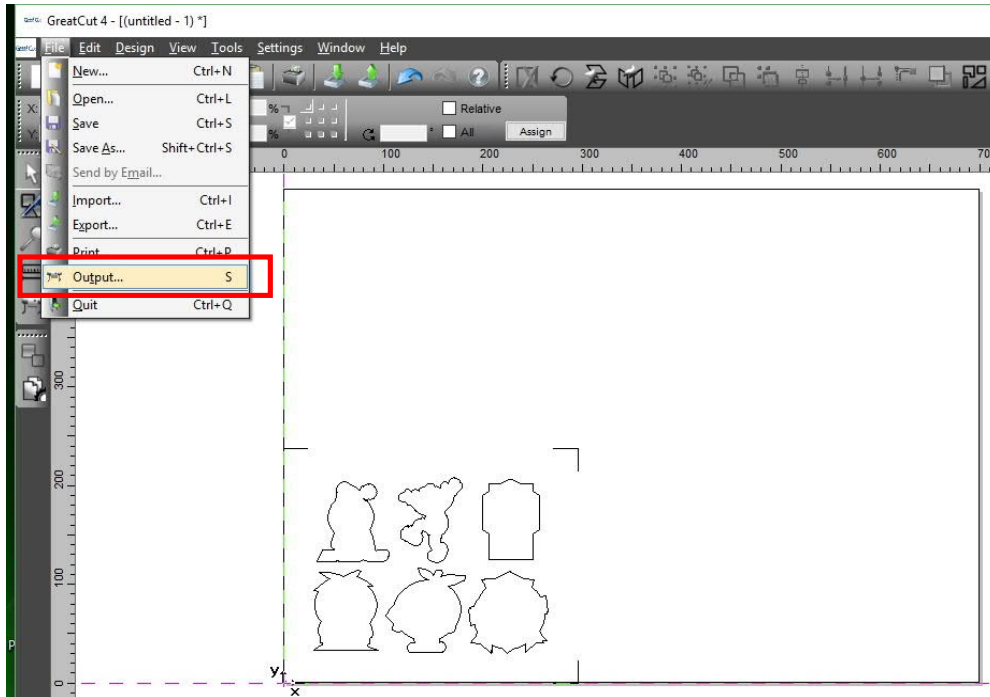 GreatCut 4 - [(untitled - 1) *]
File Edit Design View Tools Settings Window Help
New... Ctrl+N
Open... Ctrl+L
Save Ctrl+S
Save As... Shift+Ctrl+S
Send by Email...
Import... Ctrl+I
Export... Ctrl+E
Print... Ctrl+P
Output... S
Quit Ctrl+Q
X: % Relative
Y: % ° All Assign
0 100 200 300 400 500 600 70
300
200
100
0
y
x
P